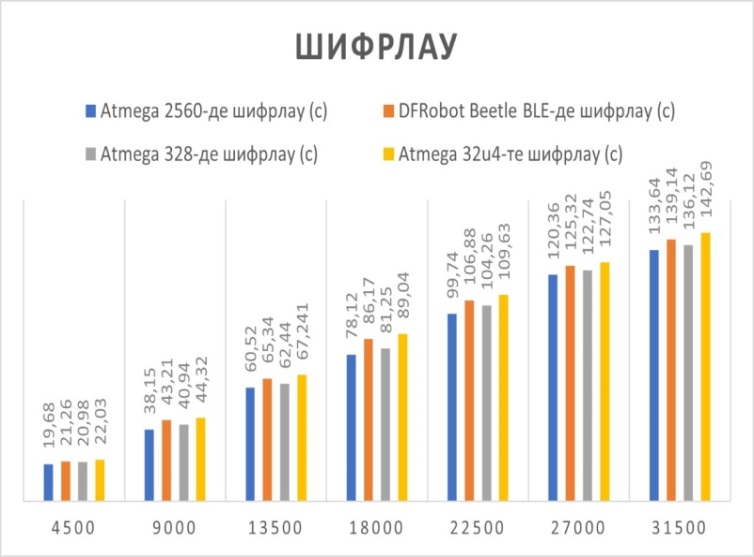 ШИФРЛАУ
Atmega 2560-де шифрлау (с) DFRobot Beetle BLE-де шифрлау (с)
Atmega 328-де шифрлау (с) Atmega 32u4-те шифрлау (с)
19,68 21,26 20,98 22,03
38,15 43,21 40,94 44,32
60,52 65,34 62,44 67,241
78,12 86,17 81,25 89,04
99,74 106,88 104,26 109,63
120,36 125,32 122,74 127,05
133,64 139,14 136,12 142,69
4500 9000 13500 18000 22500 27000 31500